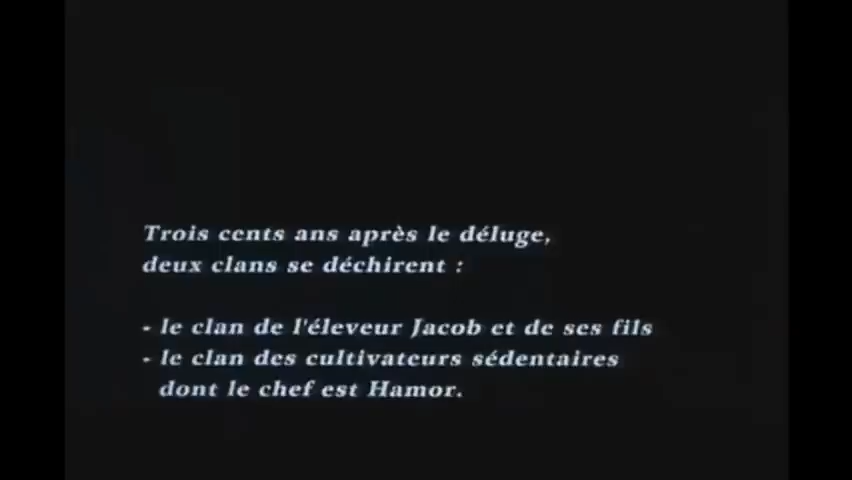 Trois cents ans après le déluge,
deux clans se déchirent :
- le clan de l'éleveur Jacob et de ses fils
- le clan des cultivateurs sédentaires
dont le chef est Hamor.